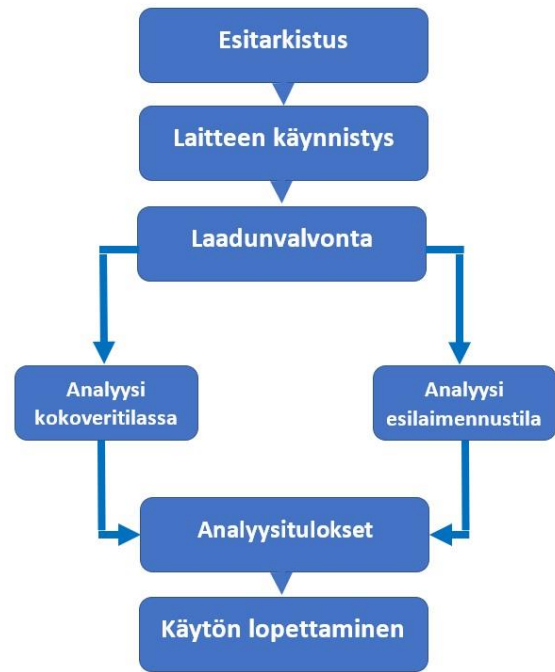 Esitarkistus
Laitteen käynnistys
Laadunvalvonta
Analyysi
kokoveritilassa
Analyysi
esilaimennustila
Analyysitulokset
Käytön lopettaminen